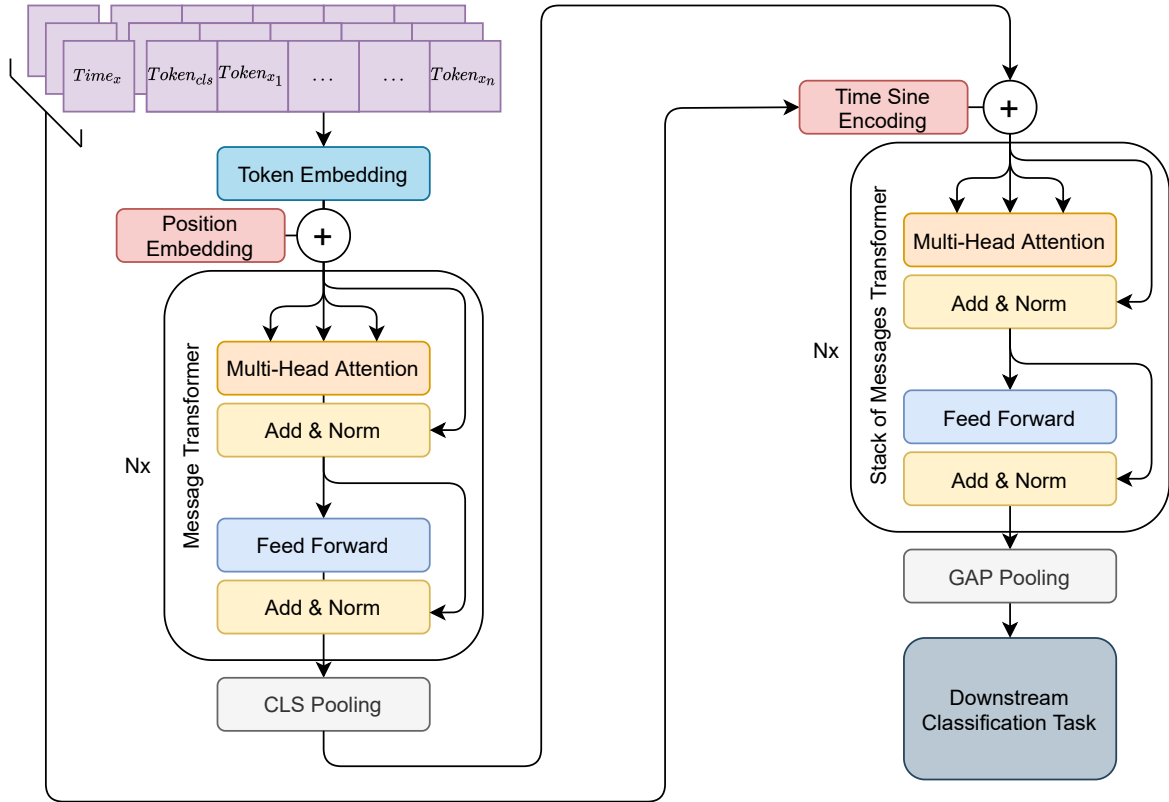 Time_x
Token_cls
Token_x_1
...
...
Token_x_n
Token Embedding
Position
Embedding
+
Message Transformer
Nx
Multi-Head Attention
Add & Norm
Feed Forward
Add & Norm
CLS Pooling
Time Sine
Encoding
+
Stack of Messages Transformer
Nx
Multi-Head Attention
Add & Norm
Feed Forward
Add & Norm
GAP Pooling
Downstream
Classification Task